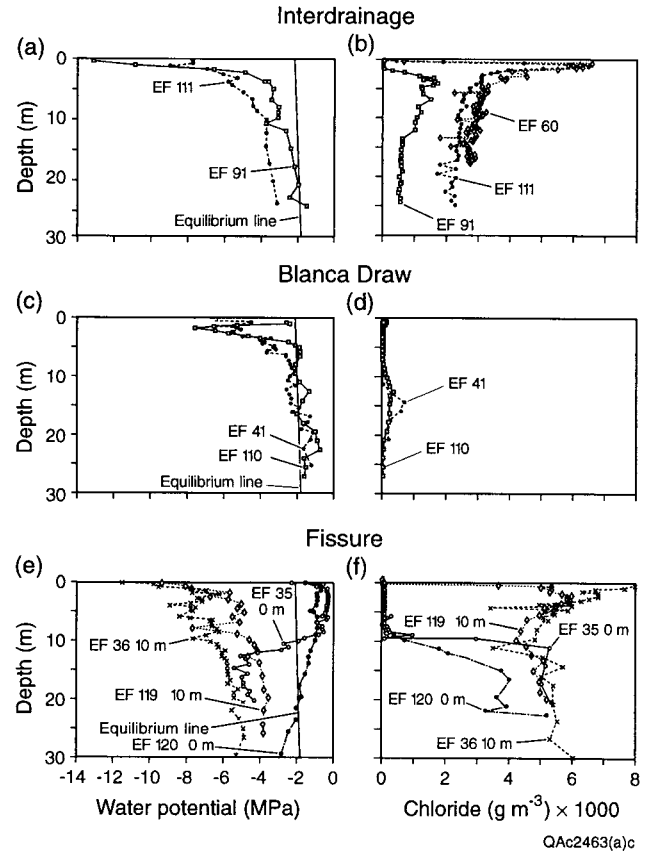 Interdrainage
(a)
(b)
0
10
20
30
Depth (m)
EF 111
EF 91
Equilibrium line
EF 60
EF 111
EF 91
Blanca Draw
(c)
(d)
0
10
20
30
Depth (m)
EF 41
EF 110
Equilibrium line
EF 41
EF 110
Fissure
(e)
(f)
0
10
20
30
Depth (m)
EF 35
0 m
EF 36 10 m
EF 119 10 m
Equilibrium line
EF 120 0 m
EF 119 10 m
EF 35 0 m
EF 120 0 m
EF 36 10 m
-14 -12 -10 -8 -6 -4 -2 0
0 2 4 6 8
Water potential (MPa)
Chloride (g m⁻³) × 1000
QAc2463(a)c